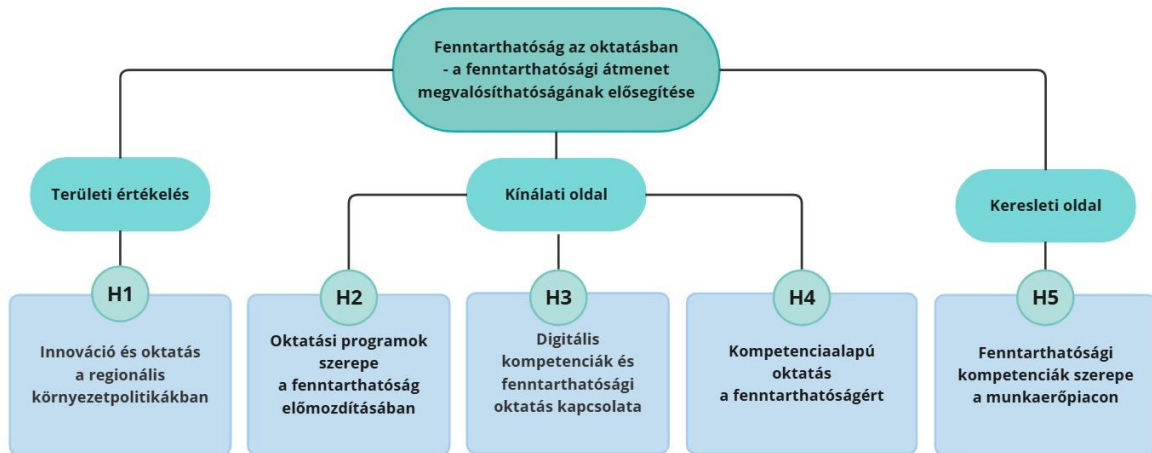 Fenntarthatóság az oktatásban
- a fenntarthatósági átmenet
megvalósíthatóságának elősegítése
Területi értékelés
Kínálati oldal
Keresleti oldal
H1
Innováció és oktatás
a regionális
környezetpolitikákban
H2
Oktatási programok
szerepe
a fenntarthatóság
előmozdításában
H3
Digitális
kompetenciák és
fenntarthatósági
oktatás kapcsolata
H4
Kompetenciaalapú
oktatás
a fenntarthatóságért
H5
Fenntarthatósági
kompetenciák szerepe
a munkaerőpiacon